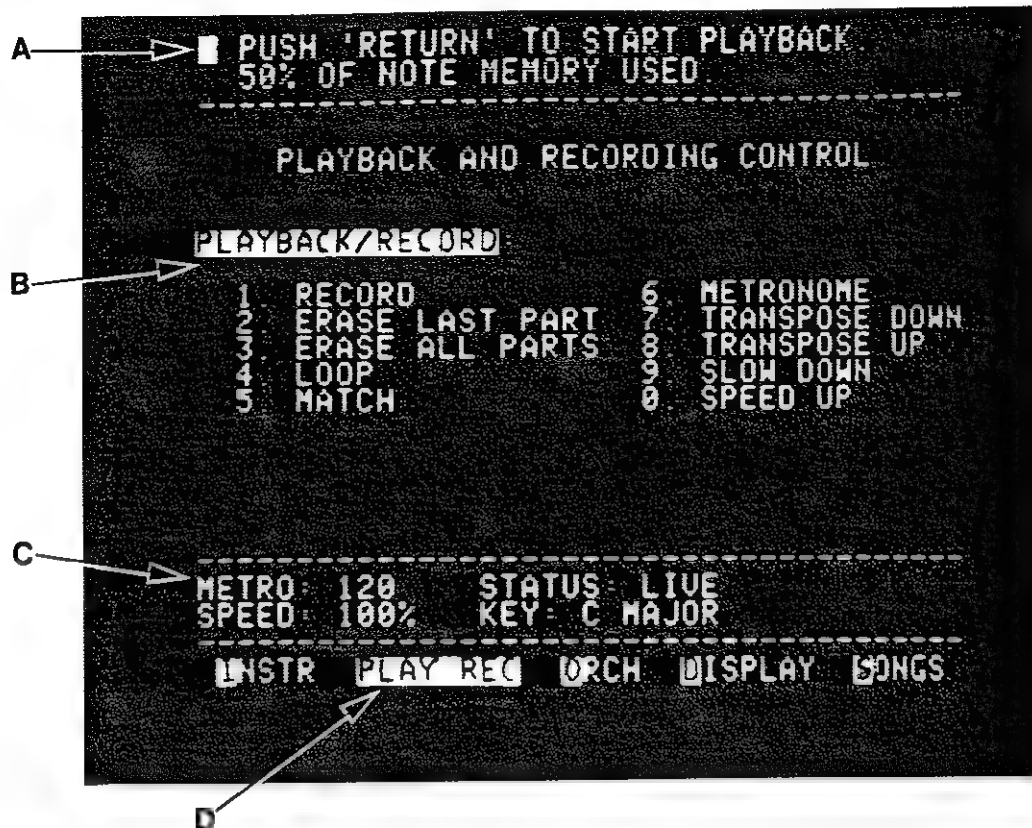 A
PUSH 'RETURN' TO START PLAYBACK.
50% OF NOTE MEMORY USED.
PLAYBACK AND RECORDING CONTROL
PLAYBACK/RECORD:
B
1. RECORD 6. METRONOME
2. ERASE LAST PART 7. TRANSPOSE DOWN
3. ERASE ALL PARTS 8. TRANSPOSE UP
4. LOOP 9. SLOW DOWN
5. MATCH 0. SPEED UP
C
METRO: 120 STATUS: LIVE
SPEED: 100% KEY: C MAJOR
INSTR PLAY REC ORCH DISPLAY SONGS
D